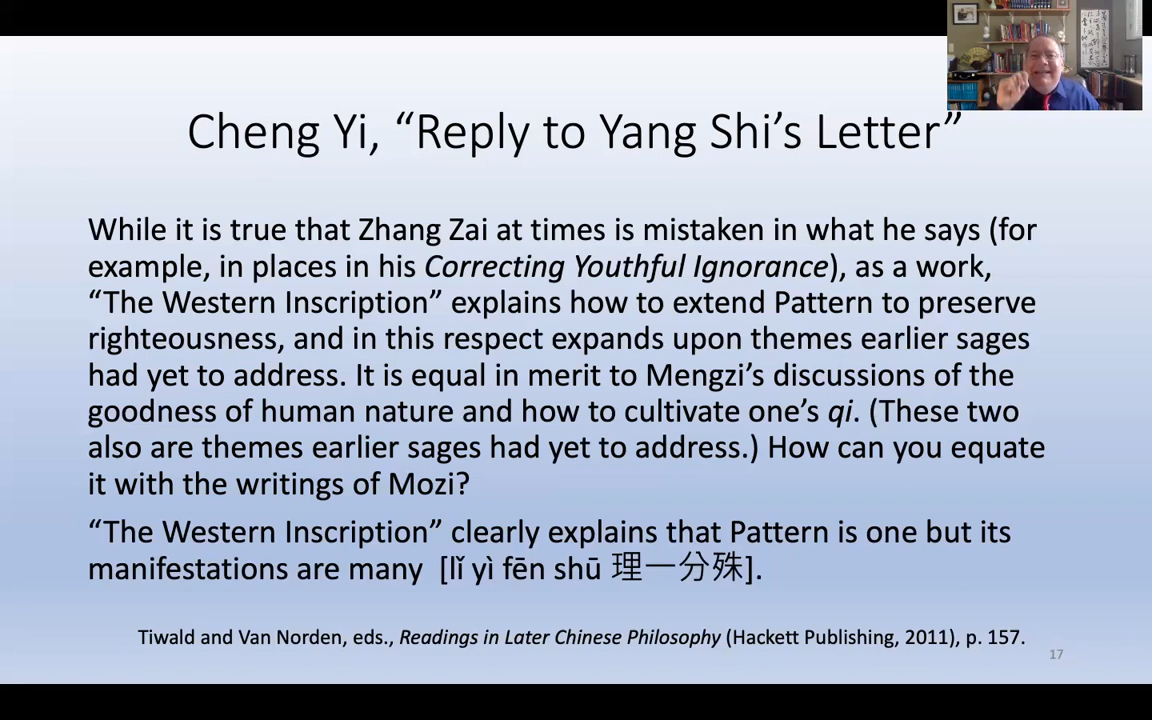 Cheng Yi, “Reply to Yang Shi’s Letter”
While it is true that Zhang Zai at times is mistaken in what he says (for
example, in places in his Correcting Youthful Ignorance), as a work,
“The Western Inscription” explains how to extend Pattern to preserve
righteousness, and in this respect expands upon themes earlier sages
had yet to address. It is equal in merit to Mengzi’s discussions of the
goodness of human nature and how to cultivate one’s qi. (These two
also are themes earlier sages had yet to address.) How can you equate
it with the writings of Mozi?
“The Western Inscription” clearly explains that Pattern is one but its
manifestations are many [lǐ yì fēn shū 理一分殊].
Tiwald and Van Norden, eds., Readings in Later Chinese Philosophy (Hackett Publishing, 2011), p. 157.
17